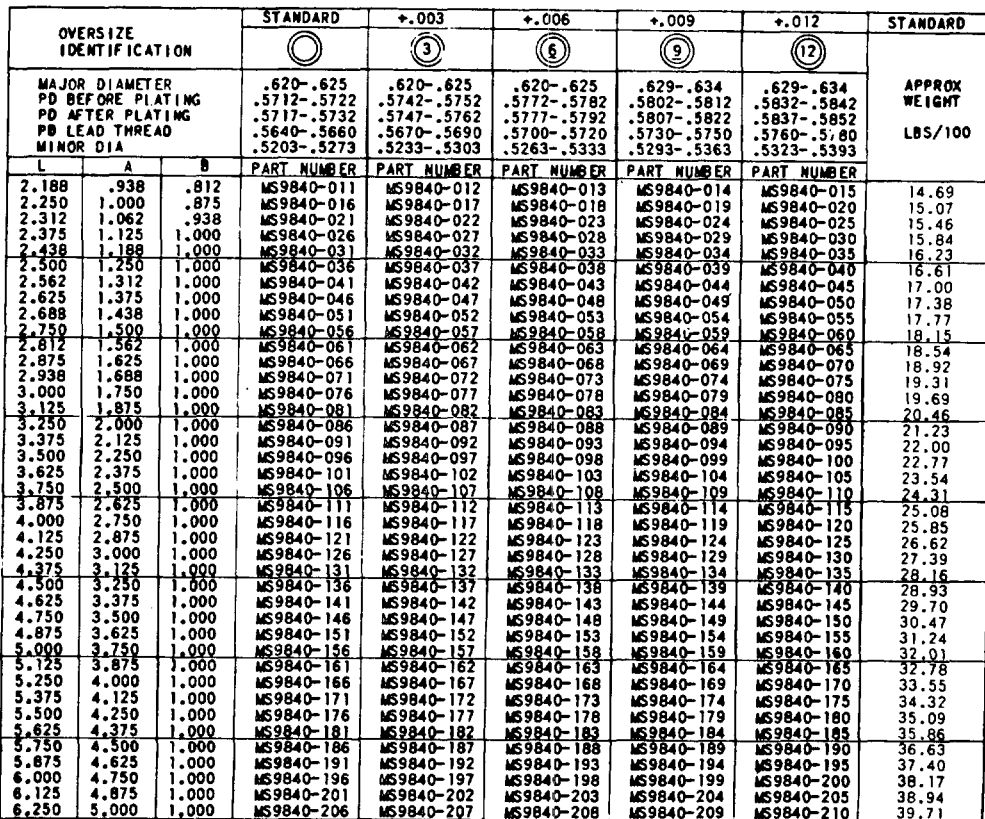 OVERSIZE IDENTIFICATION STANDARD +.003 +.006 +.009 +.012 STANDARD
3 6 9 12
MAJOR DIAMETER .620-.625 .620-.625 .620-.625 .629-.634 .629-.634 APPROX
PD BEFORE PLATING .5712-.5722 .5742-.5752 .5772-.5782 .5802-.5812 .5832-.5842 WEIGHT
PD AFTER PLATING .5717-.5732 .5747-.5762 .5777-.5792 .5807-.5822 .5837-.5852
PD LEAD THREAD .5640-.5660 .5670-.5690 .5700-.5720 .5730-.5750 .5760-.5780 LBS/100
MINOR DIA .5203-.5273 .5233-.5303 .5263-.5333 .5293-.5363 .5323-.5393
L A B PART NUMBER PART NUMBER PART NUMBER PART NUMBER PART NUMBER
2.188 .938 .812 MS9840-011 MS9840-012 MS9840-013 MS9840-014 MS9840-015 14.69
2.250 1.000 .875 MS9840-016 MS9840-017 MS9840-018 MS9840-019 MS9840-020 15.07
2.312 1.062 .938 MS9840-021 MS9840-022 MS9840-023 MS9840-024 MS9840-025 15.46
2.375 1.125 1.000 MS9840-026 MS9840-027 MS9840-028 MS9840-029 MS9840-030 15.84
2.438 1.188 1.000 MS9840-031 MS9840-032 MS9840-033 MS9840-034 MS9840-035 16.23
2.500 1.250 1.000 MS9840-036 MS9840-037 MS9840-038 MS9840-039 MS9840-040 16.61
2.562 1.312 1.000 MS9840-041 MS9840-042 MS9840-043 MS9840-044 MS9840-045 17.00
2.625 1.375 1.000 MS9840-046 MS9840-047 MS9840-048 MS9840-049 MS9840-050 17.38
2.688 1.438 1.000 MS9840-051 MS9840-052 MS9840-053 MS9840-054 MS9840-055 17.77
2.750 1.500 1.000 MS9840-056 MS9840-057 MS9840-058 MS9840-059 MS9840-060 18.15
2.812 1.562 1.000 MS9840-061 MS9840-062 MS9840-063 MS9840-064 MS9840-065 18.54
2.875 1.625 1.000 MS9840-066 MS9840-067 MS9840-068 MS9840-069 MS9840-070 18.92
2.938 1.688 1.000 MS9840-071 MS9840-072 MS9840-073 MS9840-074 MS9840-075 19.31
3.000 1.750 1.000 MS9840-076 MS9840-077 MS9840-078 MS9840-079 MS9840-080 19.69
3.125 1.875 1.000 MS9840-081 MS9840-082 MS9840-083 MS9840-084 MS9840-085 20.46
3.250 2.000 1.000 MS9840-086 MS9840-087 MS9840-088 MS9840-089 MS9840-090 21.23
3.375 2.125 1.000 MS9840-091 MS9840-092 MS9840-093 MS9840-094 MS9840-095 22.00
3.500 2.250 1.000 MS9840-096 MS9840-097 MS9840-098 MS9840-099 MS9840-100 22.77
3.625 2.375 1.000 MS9840-101 MS9840-102 MS9840-103 MS9840-104 MS9840-105 23.54
3.750 2.500 1.000 MS9840-106 MS9840-107 MS9840-108 MS9840-109 MS9840-110 24.31
3.875 2.625 1.000 MS9840-111 MS9840-112 MS9840-113 MS9840-114 MS9840-115 25.08
4.000 2.750 1.000 MS9840-116 MS9840-117 MS9840-118 MS9840-119 MS9840-120 25.85
4.125 2.875 1.000 MS9840-121 MS9840-122 MS9840-123 MS9840-124 MS9840-125 26.62
4.250 3.000 1.000 MS9840-126 MS9840-127 MS9840-128 MS9840-129 MS9840-130 27.39
4.375 3.125 1.000 MS9840-131 MS9840-132 MS9840-133 MS9840-134 MS9840-135 28.16
4.500 3.250 1.000 MS9840-136 MS9840-137 MS9840-138 MS9840-139 MS9840-140 28.93
4.625 3.375 1.000 MS9840-141 MS9840-142 MS9840-143 MS9840-144 MS9840-145 29.70
4.750 3.500 1.000 MS9840-146 MS9840-147 MS9840-148 MS9840-149 MS9840-150 30.47
4.875 3.625 1.000 MS9840-151 MS9840-152 MS9840-153 MS9840-154 MS9840-155 31.24
5.000 3.750 1.000 MS9840-156 MS9840-157 MS9840-158 MS9840-159 MS9840-160 32.01
5.125 3.875 1.000 MS9840-161 MS9840-162 MS9840-163 MS9840-164 MS9840-165 32.78
5.250 4.000 1.000 MS9840-166 MS9840-167 MS9840-168 MS9840-169 MS9840-170 33.55
5.375 4.125 1.000 MS9840-171 MS9840-172 MS9840-173 MS9840-174 MS9840-175 34.32
5.500 4.250 1.000 MS9840-176 MS9840-177 MS9840-178 MS9840-179 MS9840-180 35.09
5.625 4.375 1.000 MS9840-181 MS9840-182 MS9840-183 MS9840-184 MS9840-185 35.86
5.750 4.500 1.000 MS9840-186 MS9840-187 MS9840-188 MS9840-189 MS9840-190 36.63
5.875 4.625 1.000 MS9840-191 MS9840-192 MS9840-193 MS9840-194 MS9840-195 37.40
6.000 4.750 1.000 MS9840-196 MS9840-197 MS9840-198 MS9840-199 MS9840-200 38.17
6.125 4.875 1.000 MS9840-201 MS9840-202 MS9840-203 MS9840-204 MS9840-205 38.94
6.250 5.000 1.000 MS9840-206 MS9840-207 MS9840-208 MS9840-209 MS9840-210 39.71